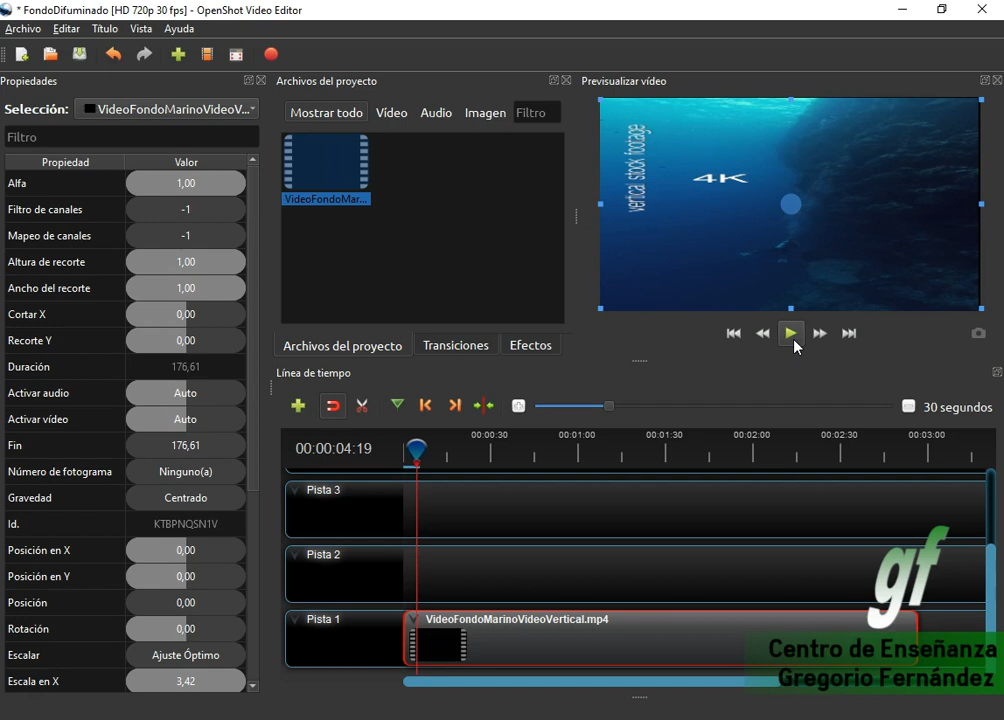 * FondoDifuminado [HD 720p 30 fps] - OpenShot Video Editor
Archivo Editar Título Vista Ayuda
Propiedades
Selección: VideoFondoMarinoVideoV...
Filtro
Propiedad Valor
Alfa 1,00
Filtro de canales -1
Mapeo de canales -1
Altura de recorte 1,00
Ancho del recorte 1,00
Cortar X 0,00
Recorte Y 0,00
Duración 176,61
Activar audio Auto
Activar vídeo Auto
Fin 176,61
Número de fotograma Ninguno(a)
Gravedad Centrado
Id. KTBPNQSN1V
Posición en X 0,00
Posición en Y 0,00
Posición 0,00
Rotación 0,00
Escalar Ajuste Óptimo
Escala en X 3,42
Archivos del proyecto
Mostrar todo Vídeo Audio Imagen Filtro
VideoFondoMar...
Archivos del proyecto Transiciones Efectos
Previsualizar vídeo
vertical stock footage
4K
Línea de tiempo
30 segundos
00:00:04:19 00:00:30 00:01:00 00:01:30 00:02:00 00:02:30 00:03:00
Pista 3
Pista 2
Pista 1 VideoFondoMarinoVideoVertical.mp4
gf
Centro de Enseñanza
Gregorio Fernández